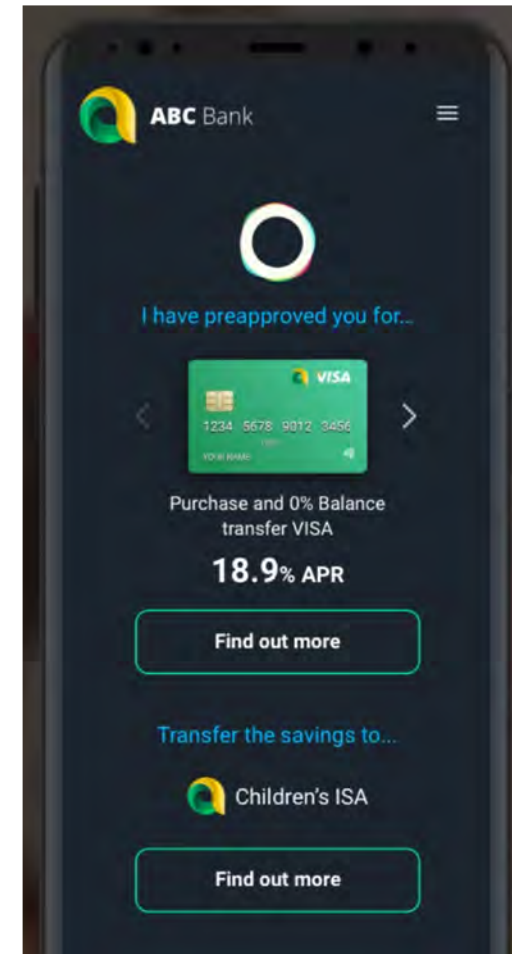 ABC Bank
I have preapproved you for...
VISA
1234 5678 9012 3456
YOUR NAME
Purchase and 0% Balance
transfer VISA
18.9% APR
Find out more
Transfer the savings to...
Children's ISA
Find out more